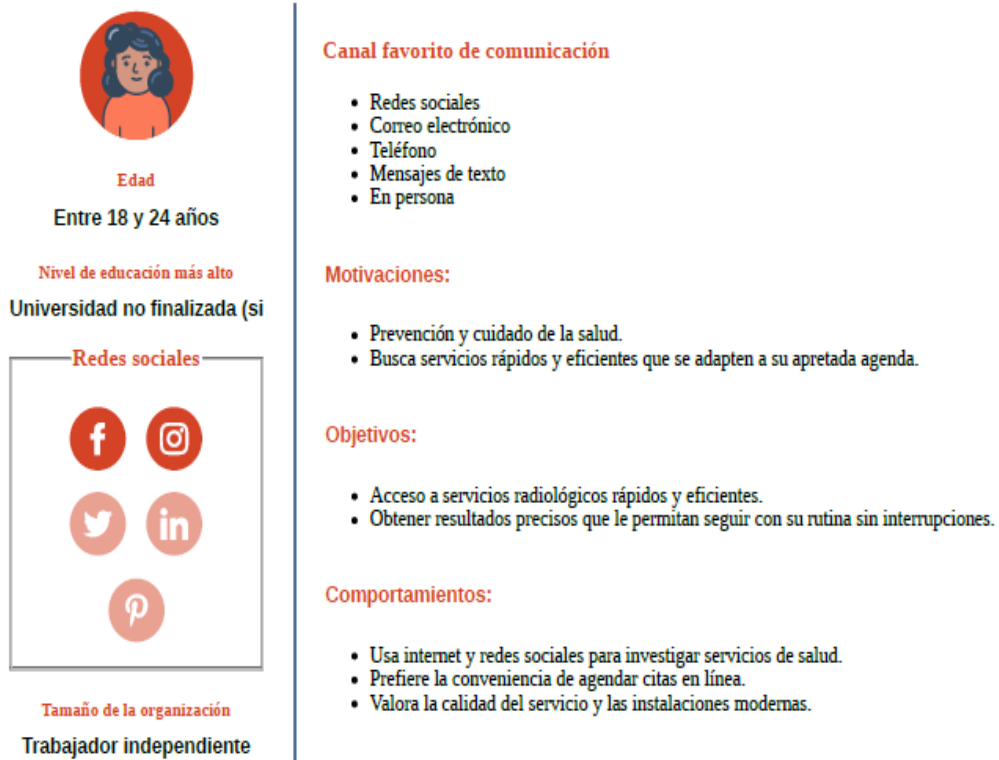 Edad
Entre 18 y 24 años
Nivel de educación más alto
Universidad no finalizada (si
Redes sociales
Tamaño de la organización
Trabajador independiente
Canal favorito de comunicación
• Redes sociales
• Correo electrónico
• Teléfono
• Mensajes de texto
• En persona
Motivaciones:
• Prevención y cuidado de la salud.
• Busca servicios rápidos y eficientes que se adapten a su apretada agenda.
Objetivos:
• Acceso a servicios radiológicos rápidos y eficientes.
• Obtener resultados precisos que le permitan seguir con su rutina sin interrupciones.
Comportamientos:
• Usa internet y redes sociales para investigar servicios de salud.
• Prefiere la conveniencia de agendar citas en línea.
• Valora la calidad del servicio y las instalaciones modernas.